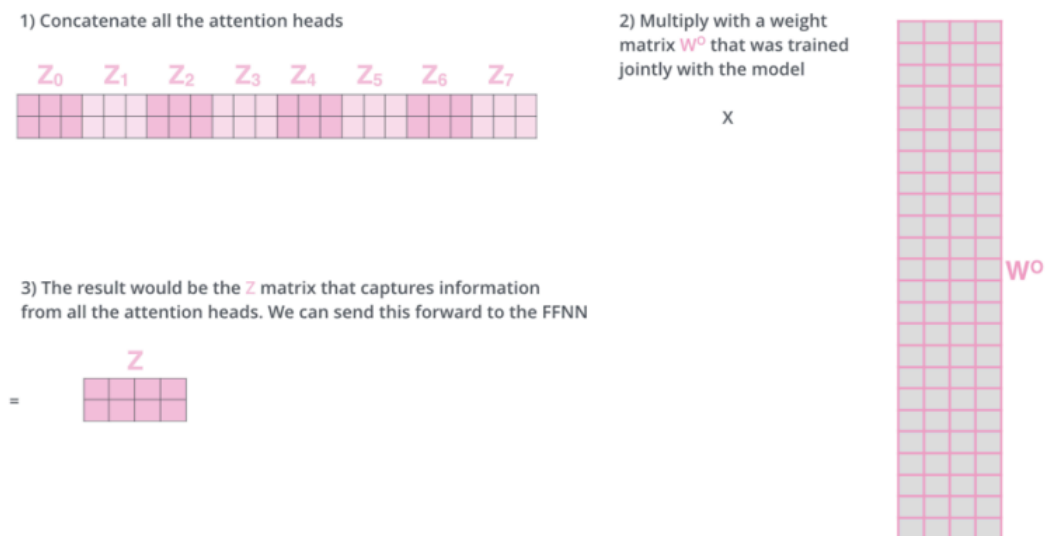 1) Concatenate all the attention heads
Z0 Z1 Z2 Z3 Z4 Z5 Z6 Z7
2) Multiply with a weight
matrix W^O that was trained
jointly with the model
X
W^O
3) The result would be the Z matrix that captures information
from all the attention heads. We can send this forward to the FFNN
Z
=